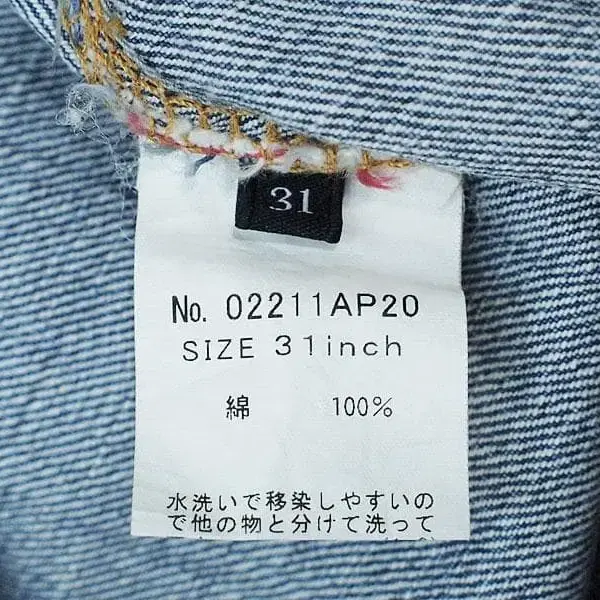 31
No. 02211AP20
SIZE 31inch
綿 100%
水洗いで移染しやすいの
で他の物と分けて洗って